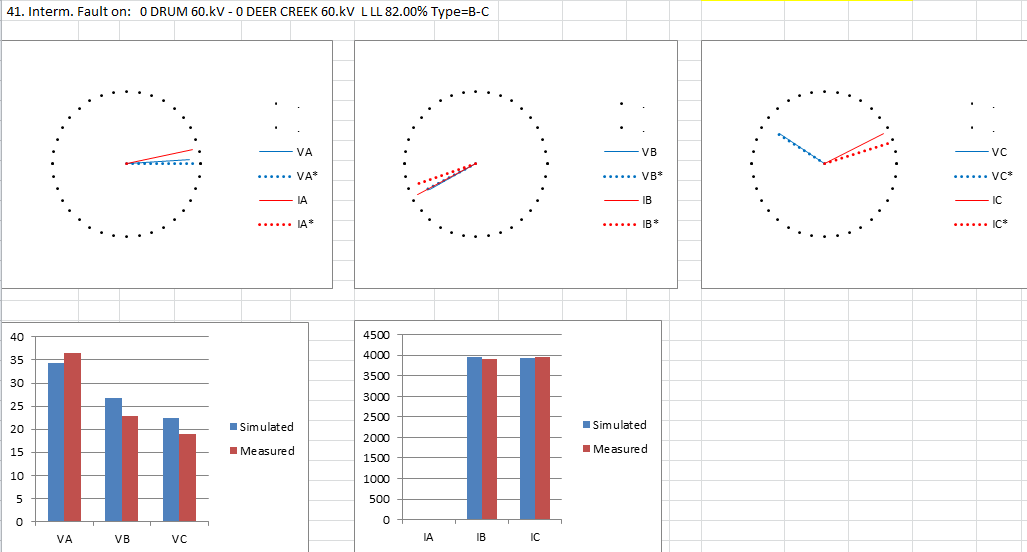 41. Interm. Fault on:   0 DRUM 60.kV - 0 DEER CREEK 60.kV  L LL 82.00% Type=B-C
.
.
VA
VA*
IA
IA*
.
.
VB
VB*
IB
IB*
.
.
VC
VC*
IC
IC*
40
35
30
25
20
15
10
5
0
VA VB VC
Simulated
Measured
4500
4000
3500
3000
2500
2000
1500
1000
500
0
IA IB IC
Simulated
Measured